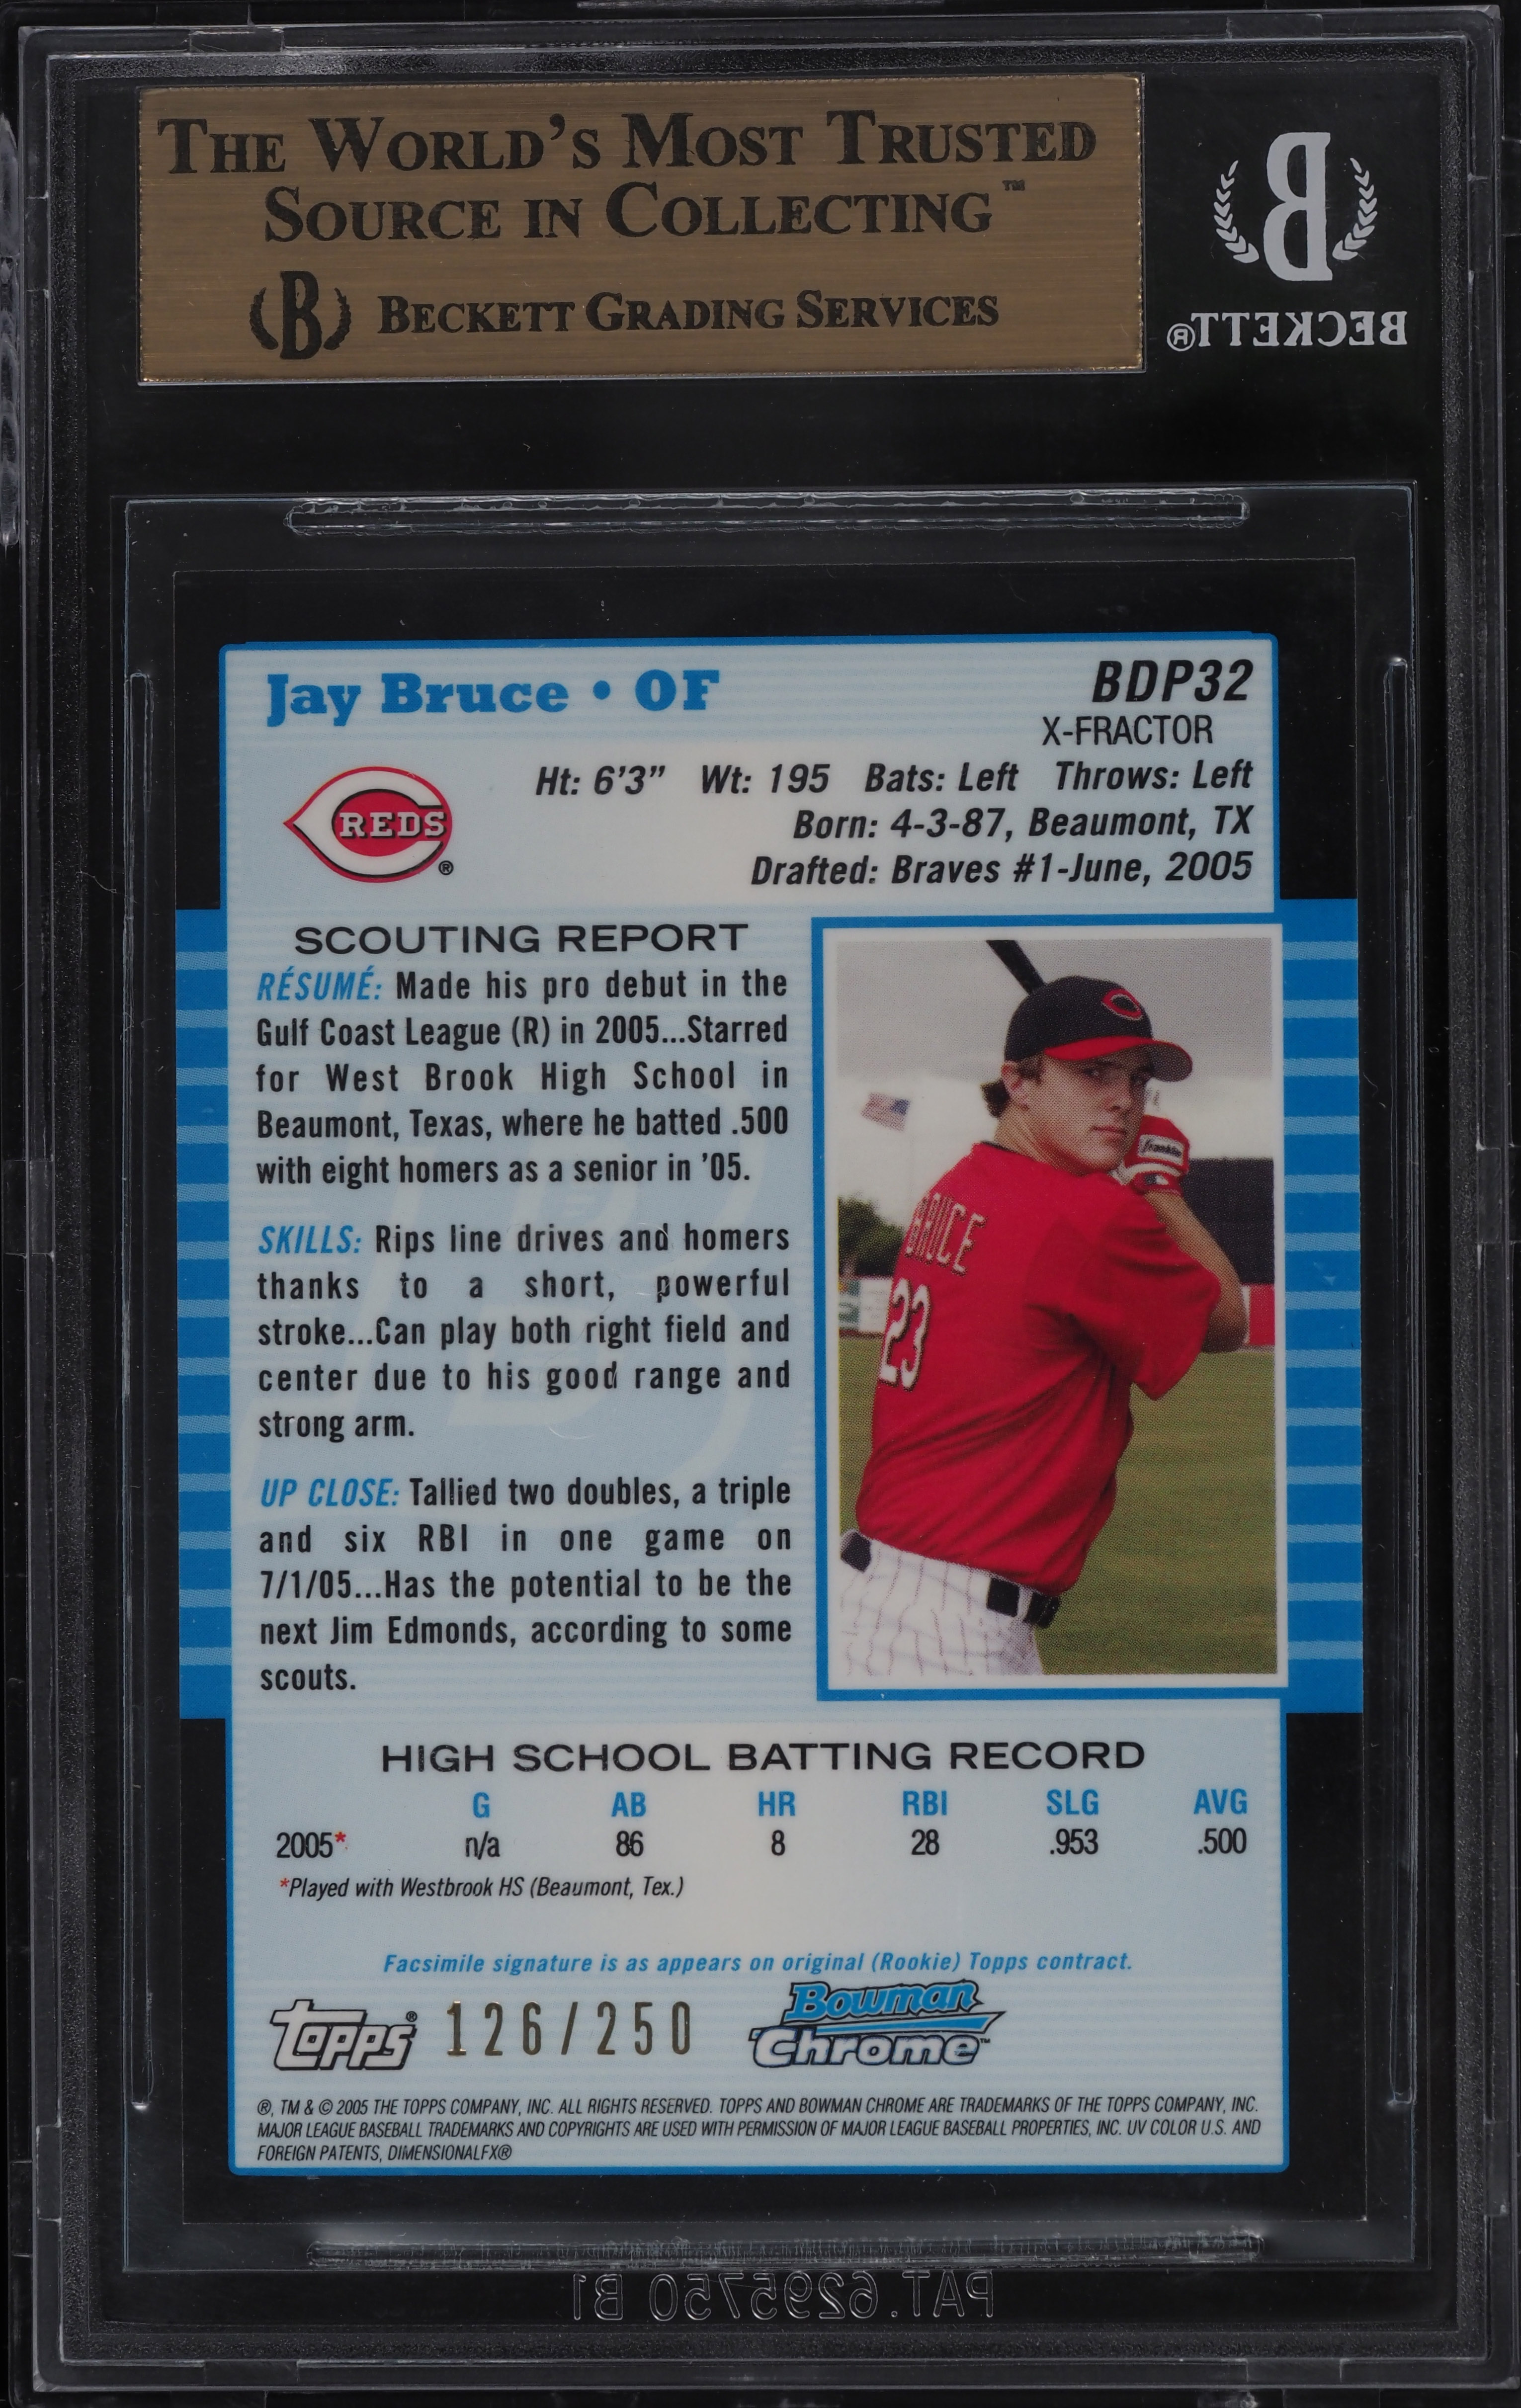 THE WORLD'S MOST TRUSTED
SOURCE IN COLLECTING™
B BECKETT GRADING SERVICES
B
BECKETT®
Jay Bruce • OF
BDP32
X-FRACTOR
REDS®
Ht: 6'3" Wt: 195 Bats: Left Throws: Left
Born: 4-3-87, Beaumont, TX
Drafted: Braves #1-June, 2005
SCOUTING REPORT
RÉSUMÉ: Made his pro debut in the
Gulf Coast League (R) in 2005...Starred
for West Brook High School in
Beaumont, Texas, where he batted .500
with eight homers as a senior in '05.
SKILLS: Rips line drives and homers
thanks to a short, powerful
stroke...Can play both right field and
center due to his good range and
strong arm.
UP CLOSE: Tallied two doubles, a triple
and six RBI in one game on
7/1/05...Has the potential to be the
next Jim Edmonds, according to some
scouts.
Franklin
BRUCE
23
HIGH SCHOOL BATTING RECORD
G AB HR RBI SLG AVG
2005* n/a 86 8 28 .953 .500
*Played with Westbrook HS (Beaumont, Tex.)
Facsimile signature is as appears on original (Rookie) Topps contract.
Topps® 126/250 Bowman
Chrome™
®, TM & © 2005 THE TOPPS COMPANY, INC. ALL RIGHTS RESERVED. TOPPS AND BOWMAN CHROME ARE TRADEMARKS OF THE TOPPS COMPANY, INC.
MAJOR LEAGUE BASEBALL TRADEMARKS AND COPYRIGHTS ARE USED WITH PERMISSION OF MAJOR LEAGUE BASEBALL PROPERTIES, INC. UV COLOR U.S. AND
FOREIGN PATENTS, DIMENSIONALFX®
PAT.6295750 B1